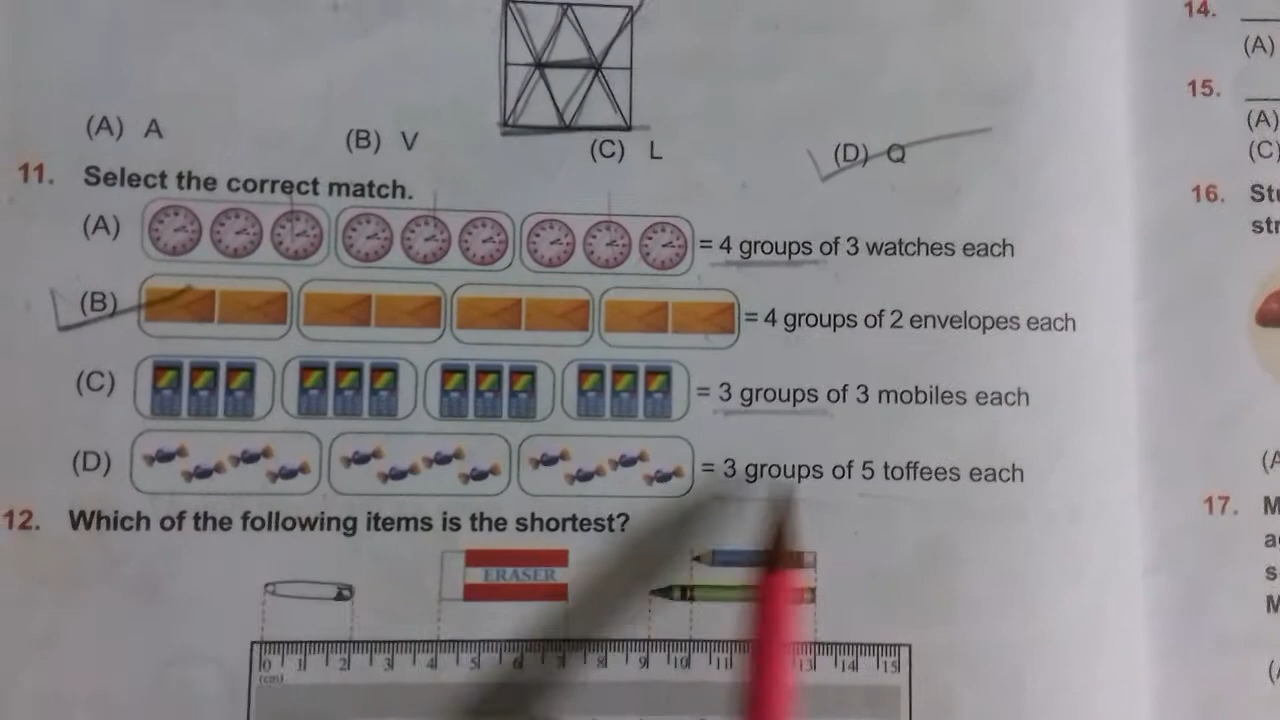 (A) A (B) V (C) L (D) Q
11. Select the correct match.
(A) = 4 groups of 3 watches each
(B) = 4 groups of 2 envelopes each
(C) = 3 groups of 3 mobiles each
(D) = 3 groups of 5 toffees each
12. Which of the following items is the shortest?
ERASER
0 1 2 3 4 5 6 7 8 9 10 11 13 14 15
(cm)
14.
(A)
15.
(A)
(C)
16.
17.